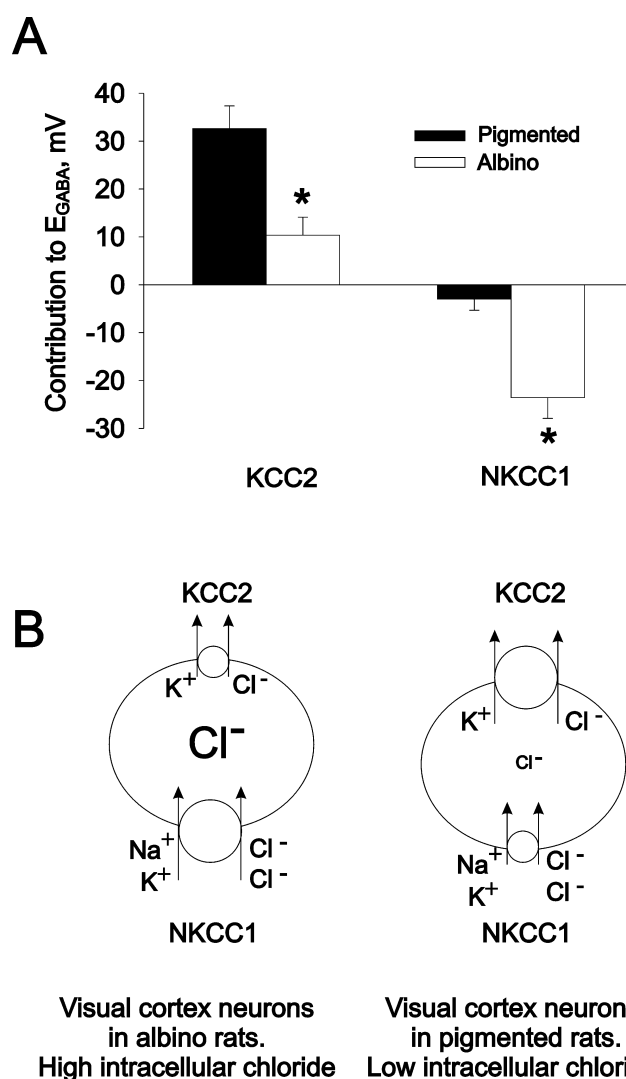 A
Contribution to E_GABA, mV
40
30
20
10
0
-10
-20
-30
Pigmented
Albino
*
*
KCC2
NKCC1
B
KCC2
K⁺ Cl⁻
Cl⁻
Na⁺ Cl⁻
K⁺ Cl⁻
NKCC1
Visual cortex neurons
in albino rats.
High intracellular chloride
KCC2
K⁺ Cl⁻
Cl⁻
Na⁺ Cl⁻
K⁺ Cl⁻
NKCC1
Visual cortex neuron
in pigmented rats.
Low intracellular chlori